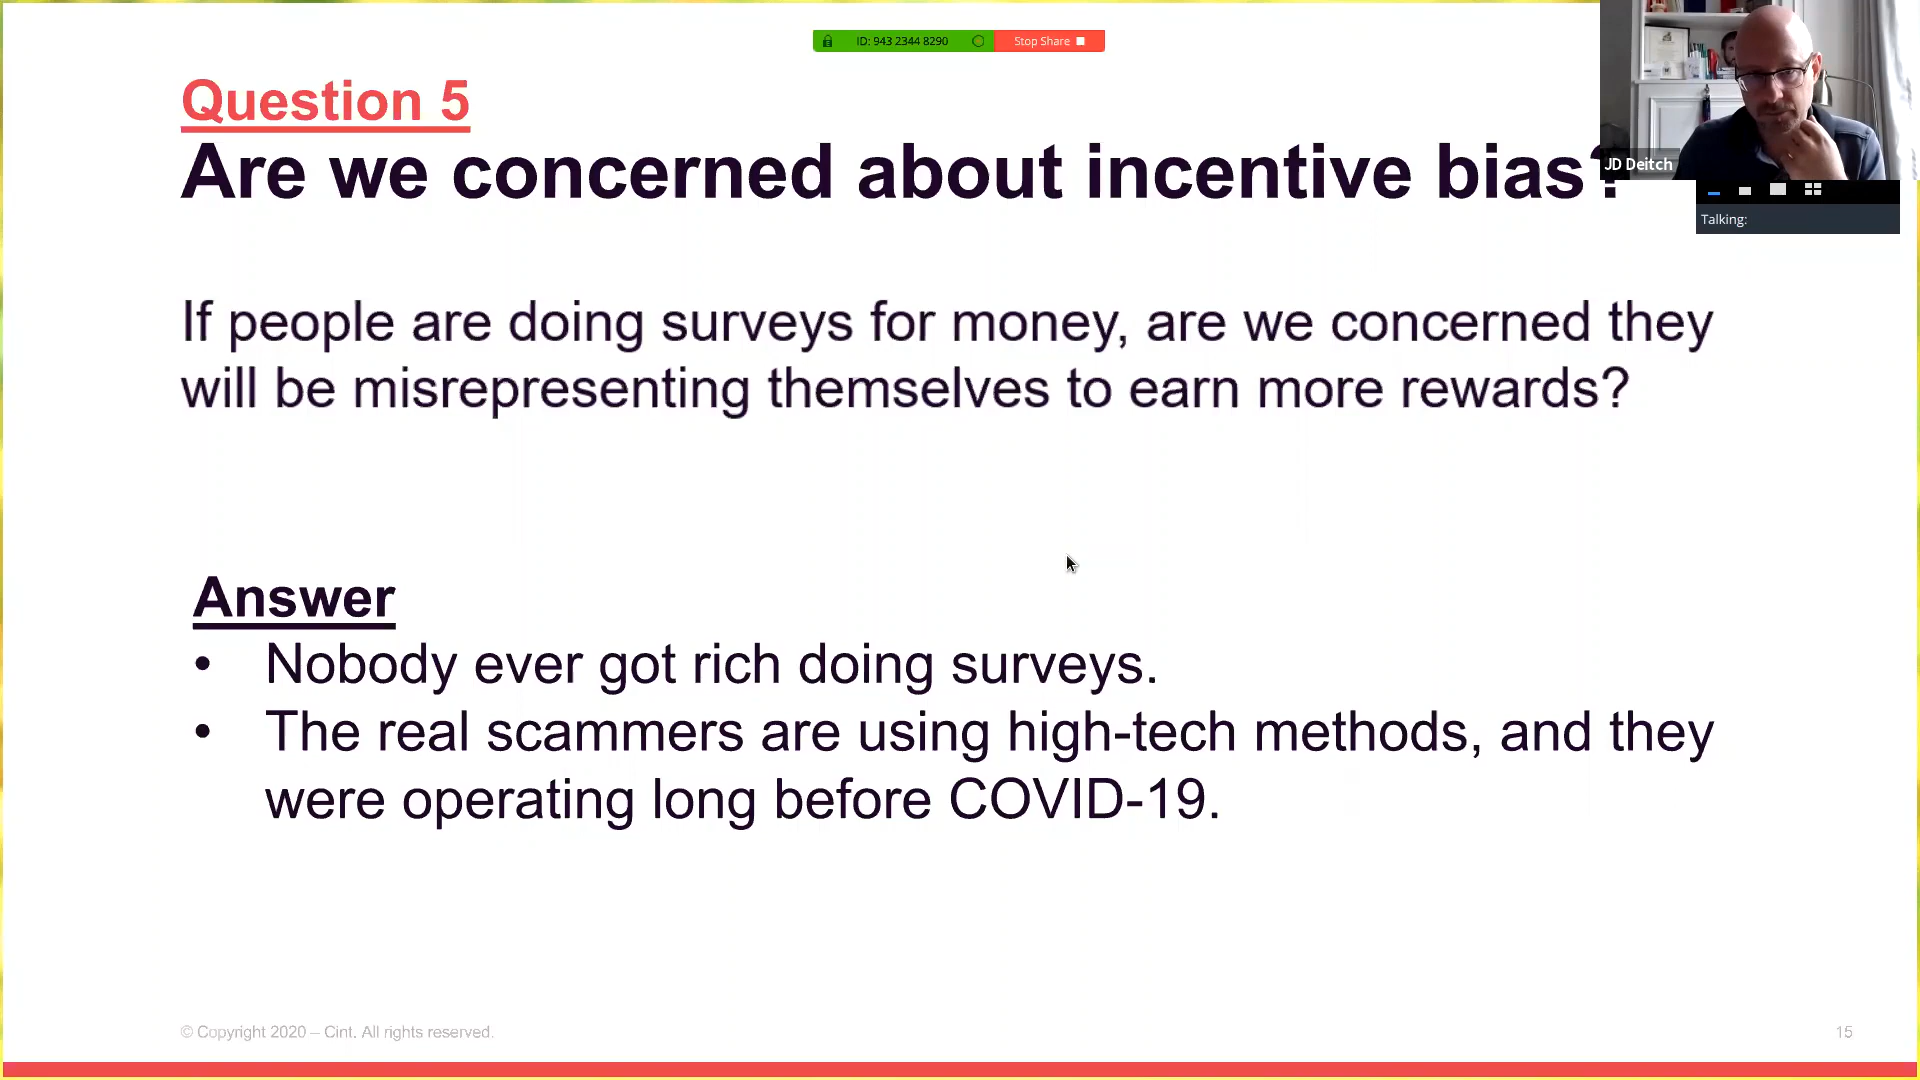 ID: 943 2344 8290
Stop Share
Question 5
Are we concerned about incentive bias?
JD Deitch
Talking:
If people are doing surveys for money, are we concerned they
will be misrepresenting themselves to earn more rewards?
Answer
• Nobody ever got rich doing surveys.
• The real scammers are using high-tech methods, and they
were operating long before COVID-19.
© Copyright 2020 – Cint. All rights reserved.
15